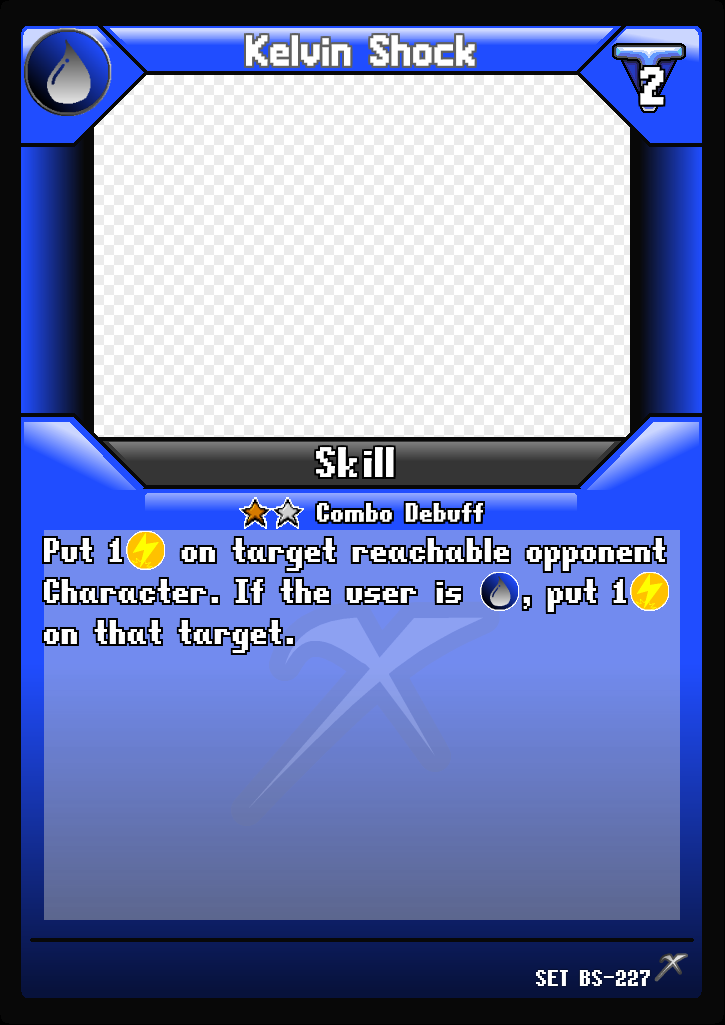 Kelvin Shock
2
Skill
Combo Debuff
Put 1 on target reachable opponent
Character. If the user is , put 1
on that target.
SET BS-227